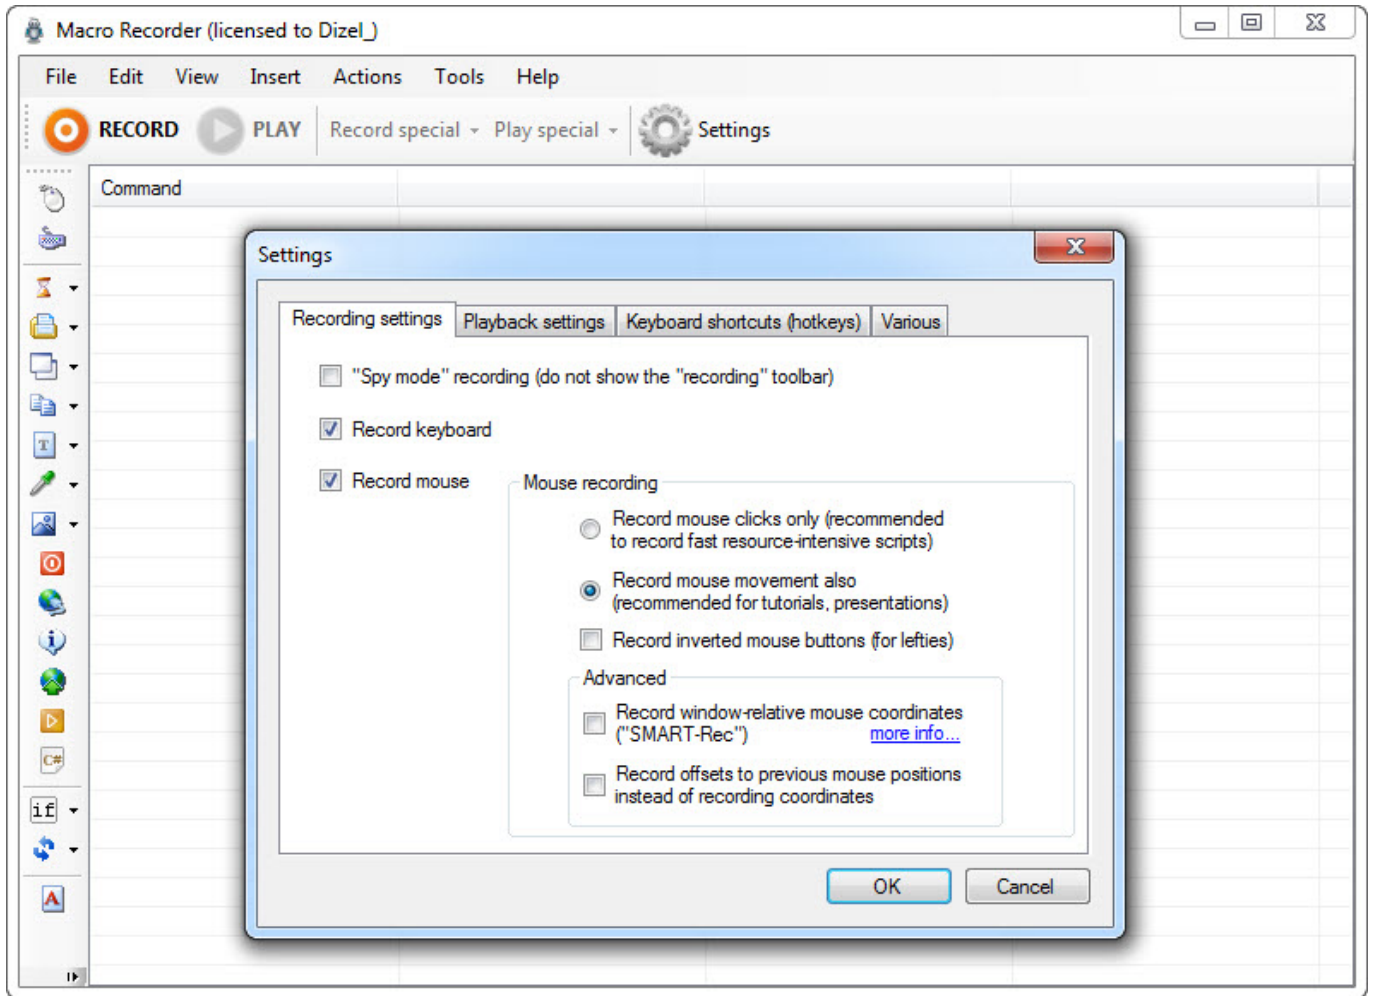 Macro Recorder (licensed to Dizel_)
File Edit View Insert Actions Tools Help
RECORD PLAY Record special Play special Settings
Command
Settings
Recording settings Playback settings Keyboard shortcuts (hotkeys) Various
"Spy mode" recording (do not show the "recording" toolbar)
Record keyboard
Record mouse
Mouse recording
Record mouse clicks only (recommended
to record fast resource-intensive scripts)
Record mouse movement also
(recommended for tutorials, presentations)
Record inverted mouse buttons (for lefties)
Advanced
Record window-relative mouse coordinates
("SMART-Rec") more info...
Record offsets to previous mouse positions
instead of recording coordinates
OK Cancel
T
C#
if
A